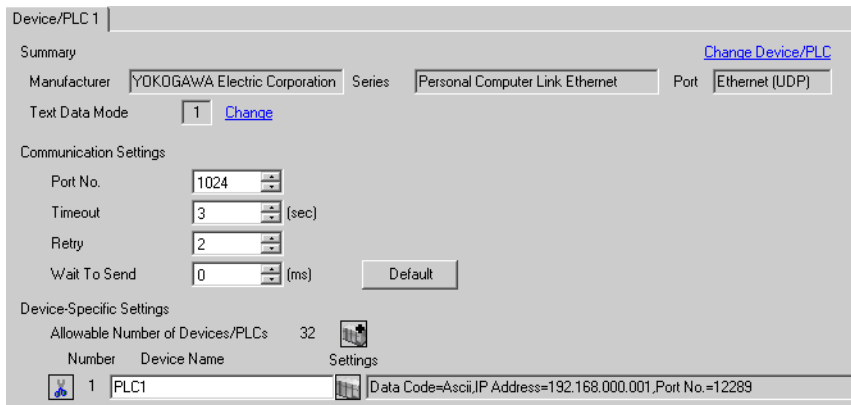 Device/PLC 1
Summary Change Device/PLC
Manufacturer YOKOGAWA Electric Corporation Series Personal Computer Link Ethernet Port Ethernet (UDP)
Text Data Mode 1 Change
Communication Settings
Port No. 1024
Timeout 3 (sec)
Retry 2
Wait To Send 0 (ms) Default
Device-Specific Settings
Allowable Number of Devices/PLCs 32
Number Device Name Settings
1 PLC1 Data Code=Ascii,IP Address=192.168.000.001,Port No.=12289